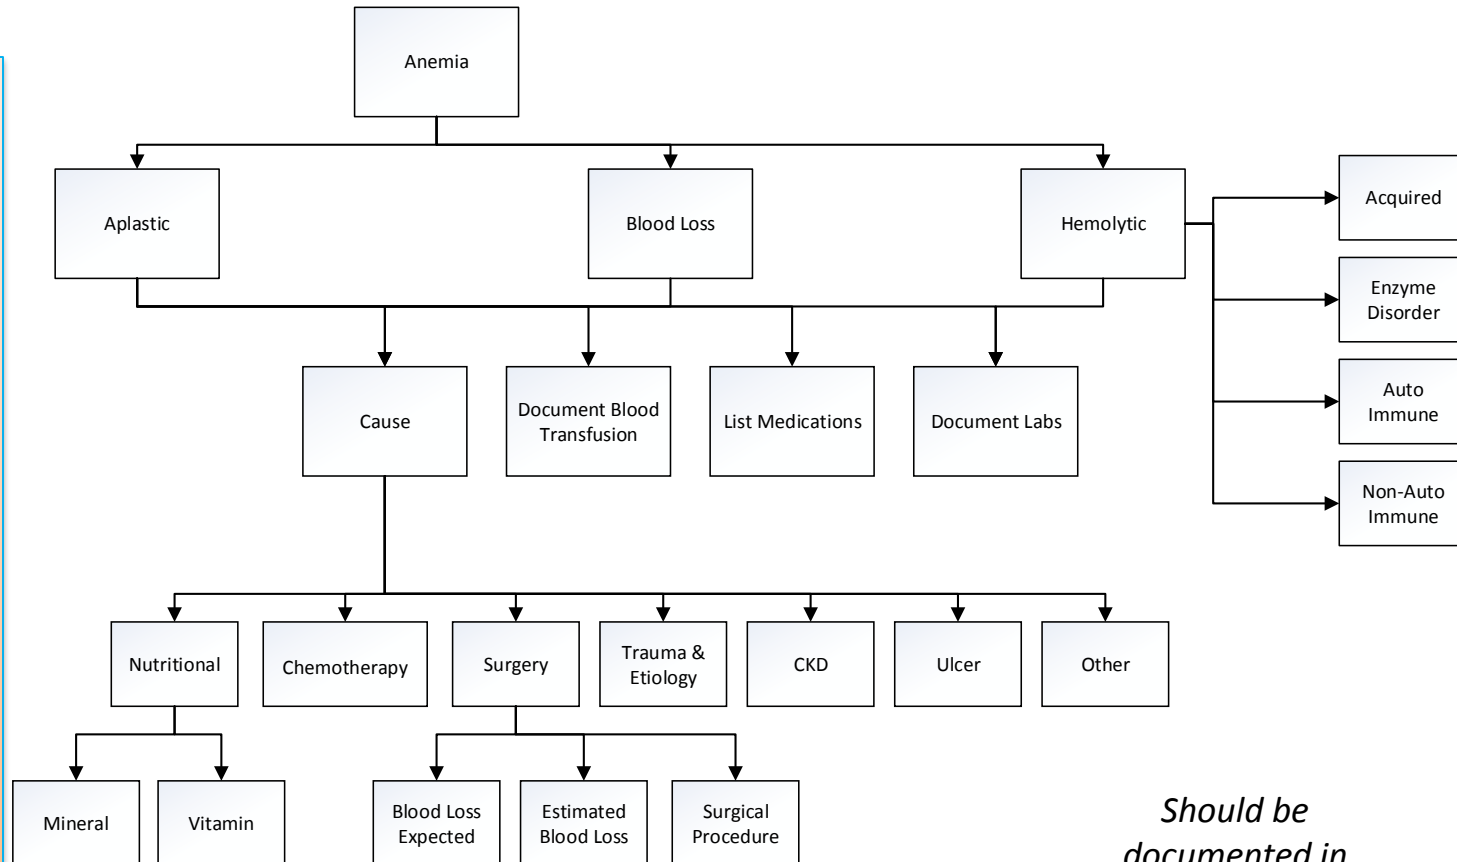 Anemia
Aplastic
Blood Loss
Hemolytic
Acquired
Enzyme
Disorder
Auto
Immune
Non-Auto
Immune
Cause
Document Blood
Transfusion
List Medications
Document Labs
Nutritional
Chemotherapy
Surgery
Trauma &
Etiology
CKD
Ulcer
Other
Mineral
Vitamin
Blood Loss
Expected
Estimated
Blood Loss
Surgical
Procedure
Should be
documented in